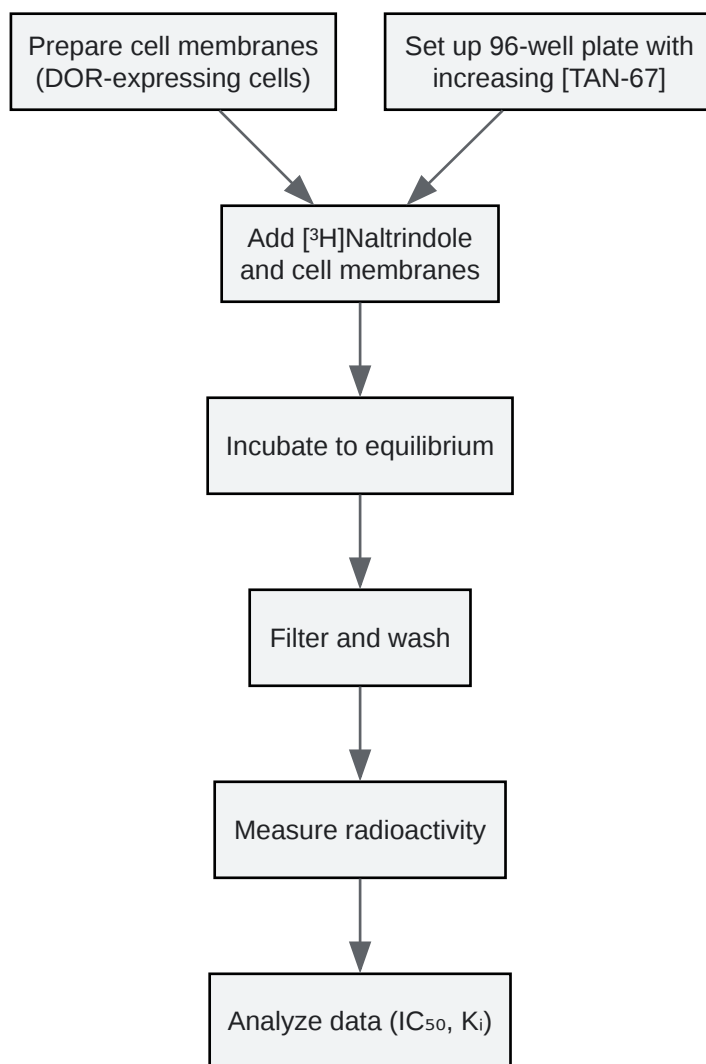 Prepare cell membranes
(DOR-expressing cells)
Set up 96-well plate with
increasing [TAN-67]
Add [³H]Naltrindole
and cell membranes
Incubate to equilibrium
Filter and wash
Measure radioactivity
Analyze data (IC₅₀, Kᵢ)